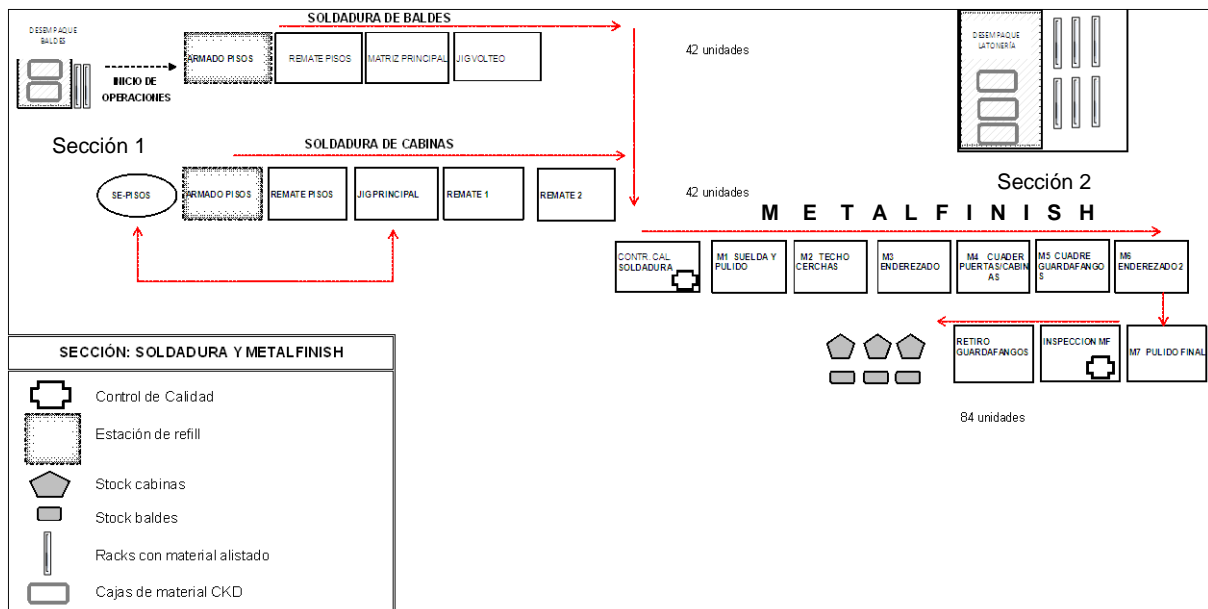 SOLDADURA DE BALDES
DESEMPAQUE
BALDES
ARMADO PISOS
REMATE PISOS
MATRIZ PRINCIPAL
JIG VOLTEO
INICIO DE
OPERACIONES
42 unidades
DESEMPAQUE
LATONERÍA
Sección 1
SOLDADURA DE CABINAS
SE-PISOS
ARMADO PISOS
REMATE PISOS
JIG PRINCIPAL
REMATE 1
REMATE 2
42 unidades
Sección 2
M E T A L F I N I S H
CONTR. CAL
SOLDADURA
M1 SUELDA Y
PULIDO
M2 TECHO
CERCHAS
M3
ENDEREZADO
M4 CUADER
PUERTAS/CABIN
AS
M5 CUADRE
GUARDAFANGO
S
M6
ENDEREZADO 2
RETIRO
GUARDAFANGOS
INSPECCION MF
M7 PULIDO FINAL
84 unidades
SECCIÓN: SOLDADURA Y METALFINISH
Control de Calidad
Estación de refill
Stock cabinas
Stock baldes
Racks con material alistado
Cajas de material CKD